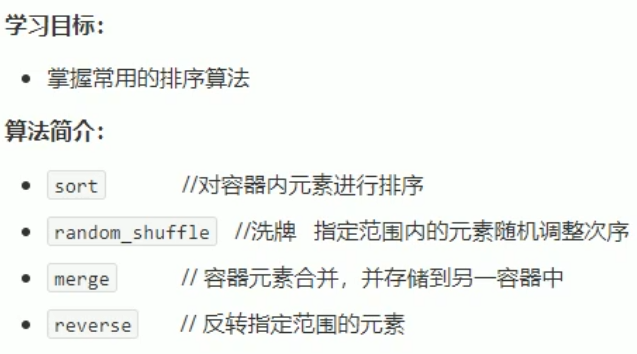 学习目标：
• 掌握常用的排序算法
算法简介：
• sort //对容器内元素进行排序
• random_shuffle //洗牌 指定范围内的元素随机调整次序
• merge // 容器元素合并，并存储到另一容器中
• reverse // 反转指定范围的元素